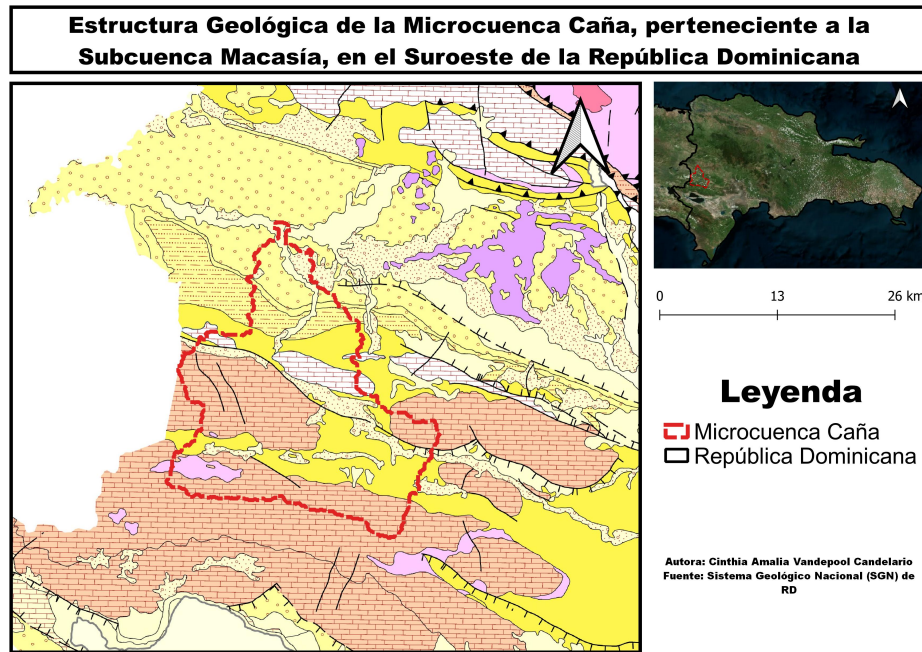 Estructura Geológica de la Microcuenca Caña, perteneciente a la
Subcuenca Macasía, en el Suroeste de la República Dominicana
0 13 26 km
Leyenda
Microcuenca Caña
República Dominicana
Autora: Cinthia Amalia Vandepool Candelario
Fuente: Sistema Geológico Nacional (SGN) de
RD